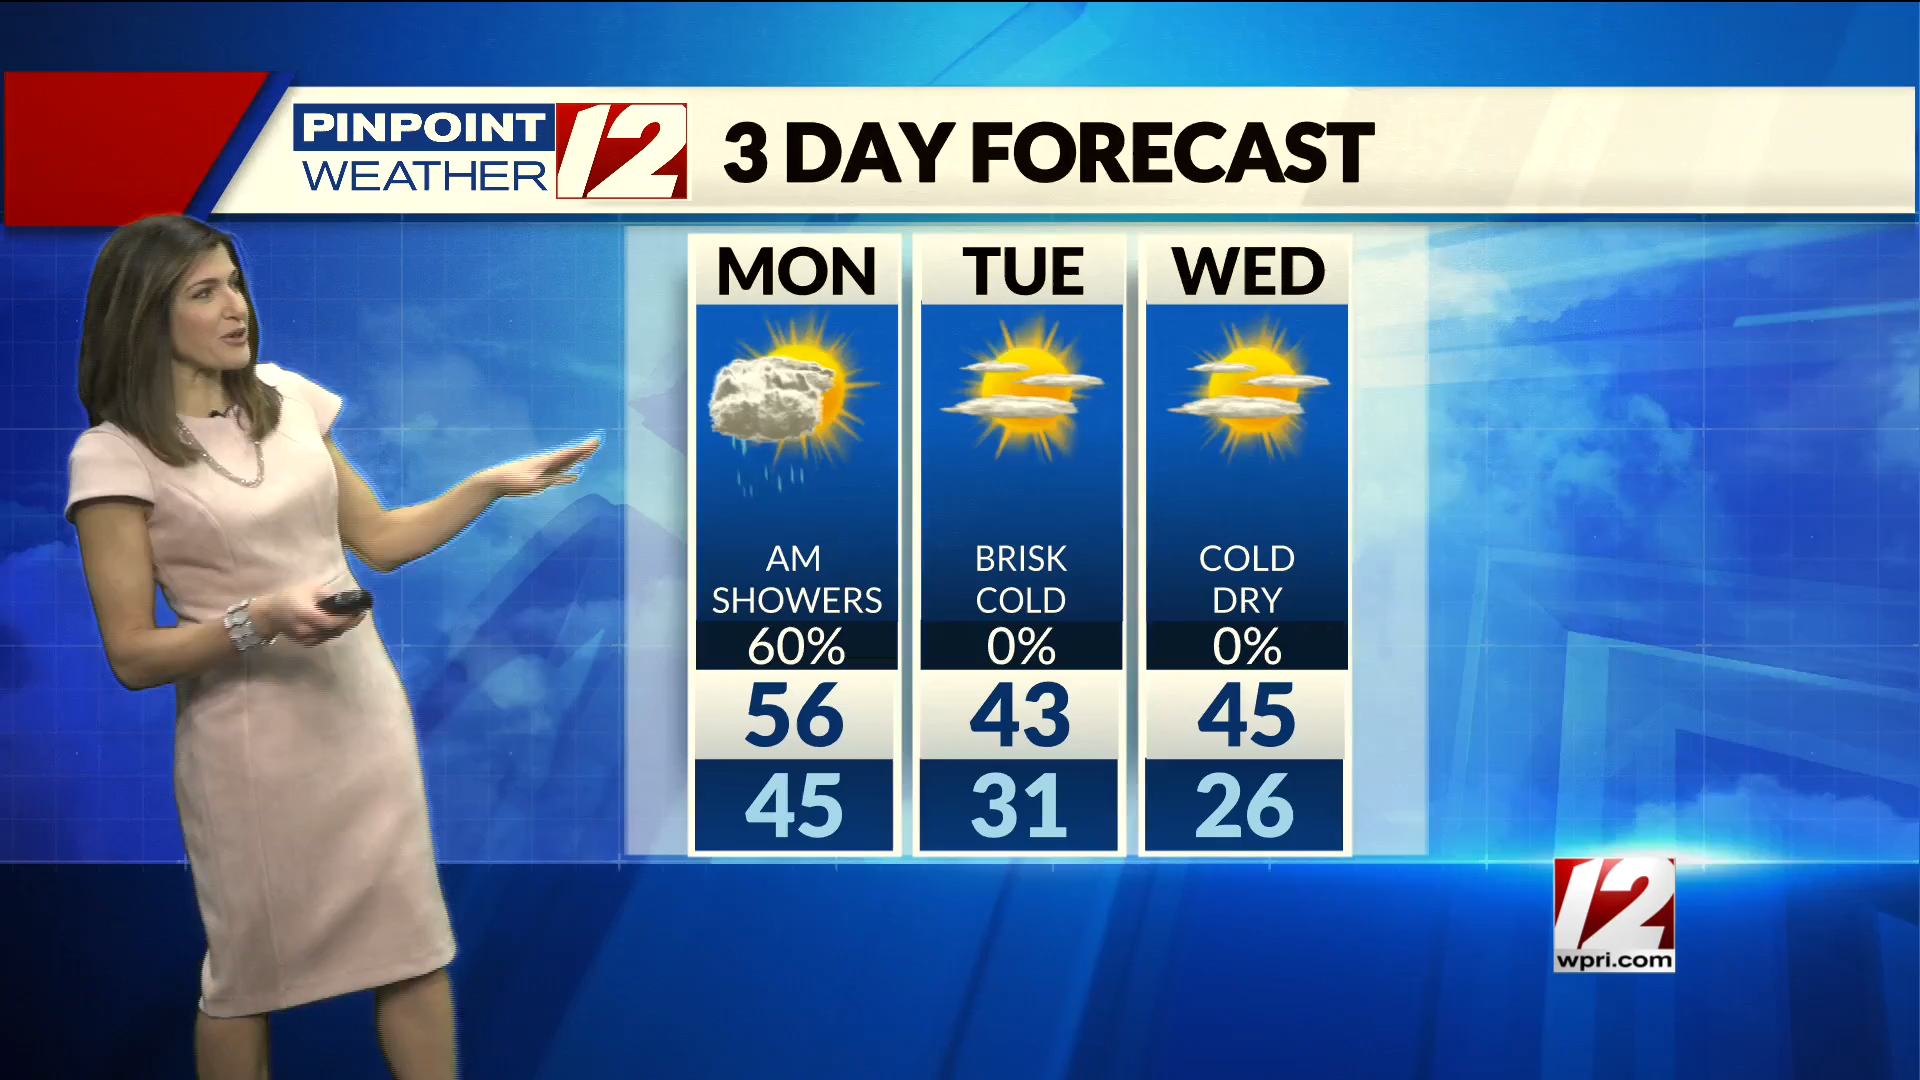 PINPOINT
WEATHER
12
3 DAY FORECAST
MON
AM
SHOWERS
60%
56
45
TUE
BRISK
COLD
0%
43
31
WED
COLD
DRY
0%
45
26
12
wpri.com